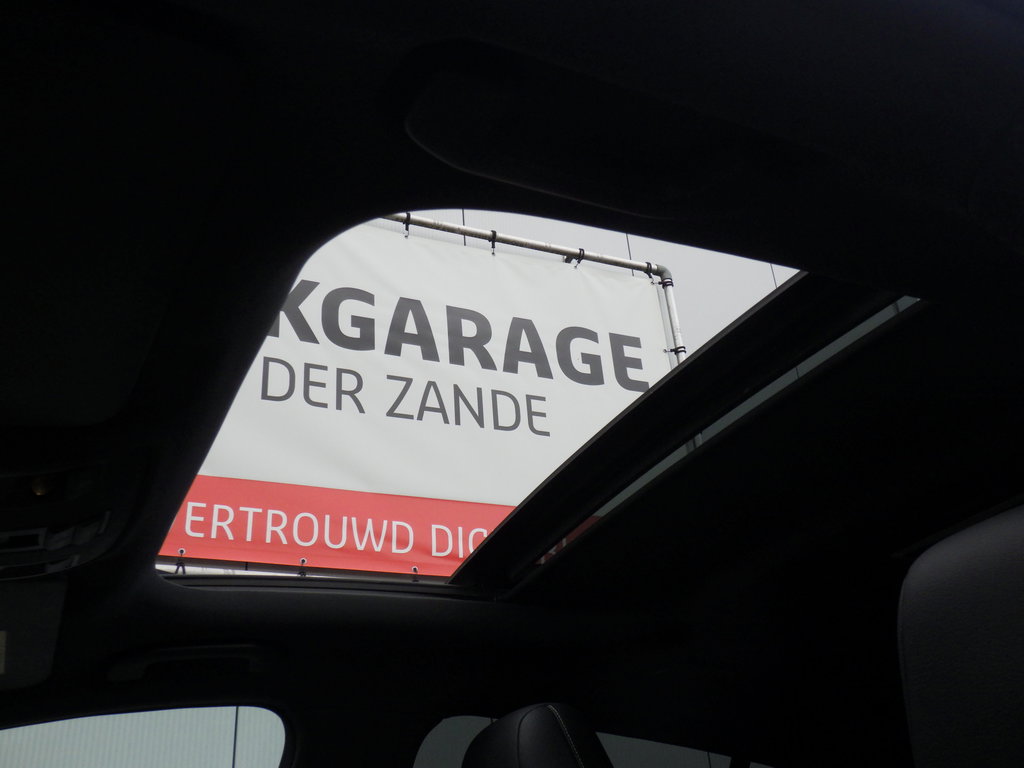 KGARAGE
DER ZANDE
ERTROUWD DIC